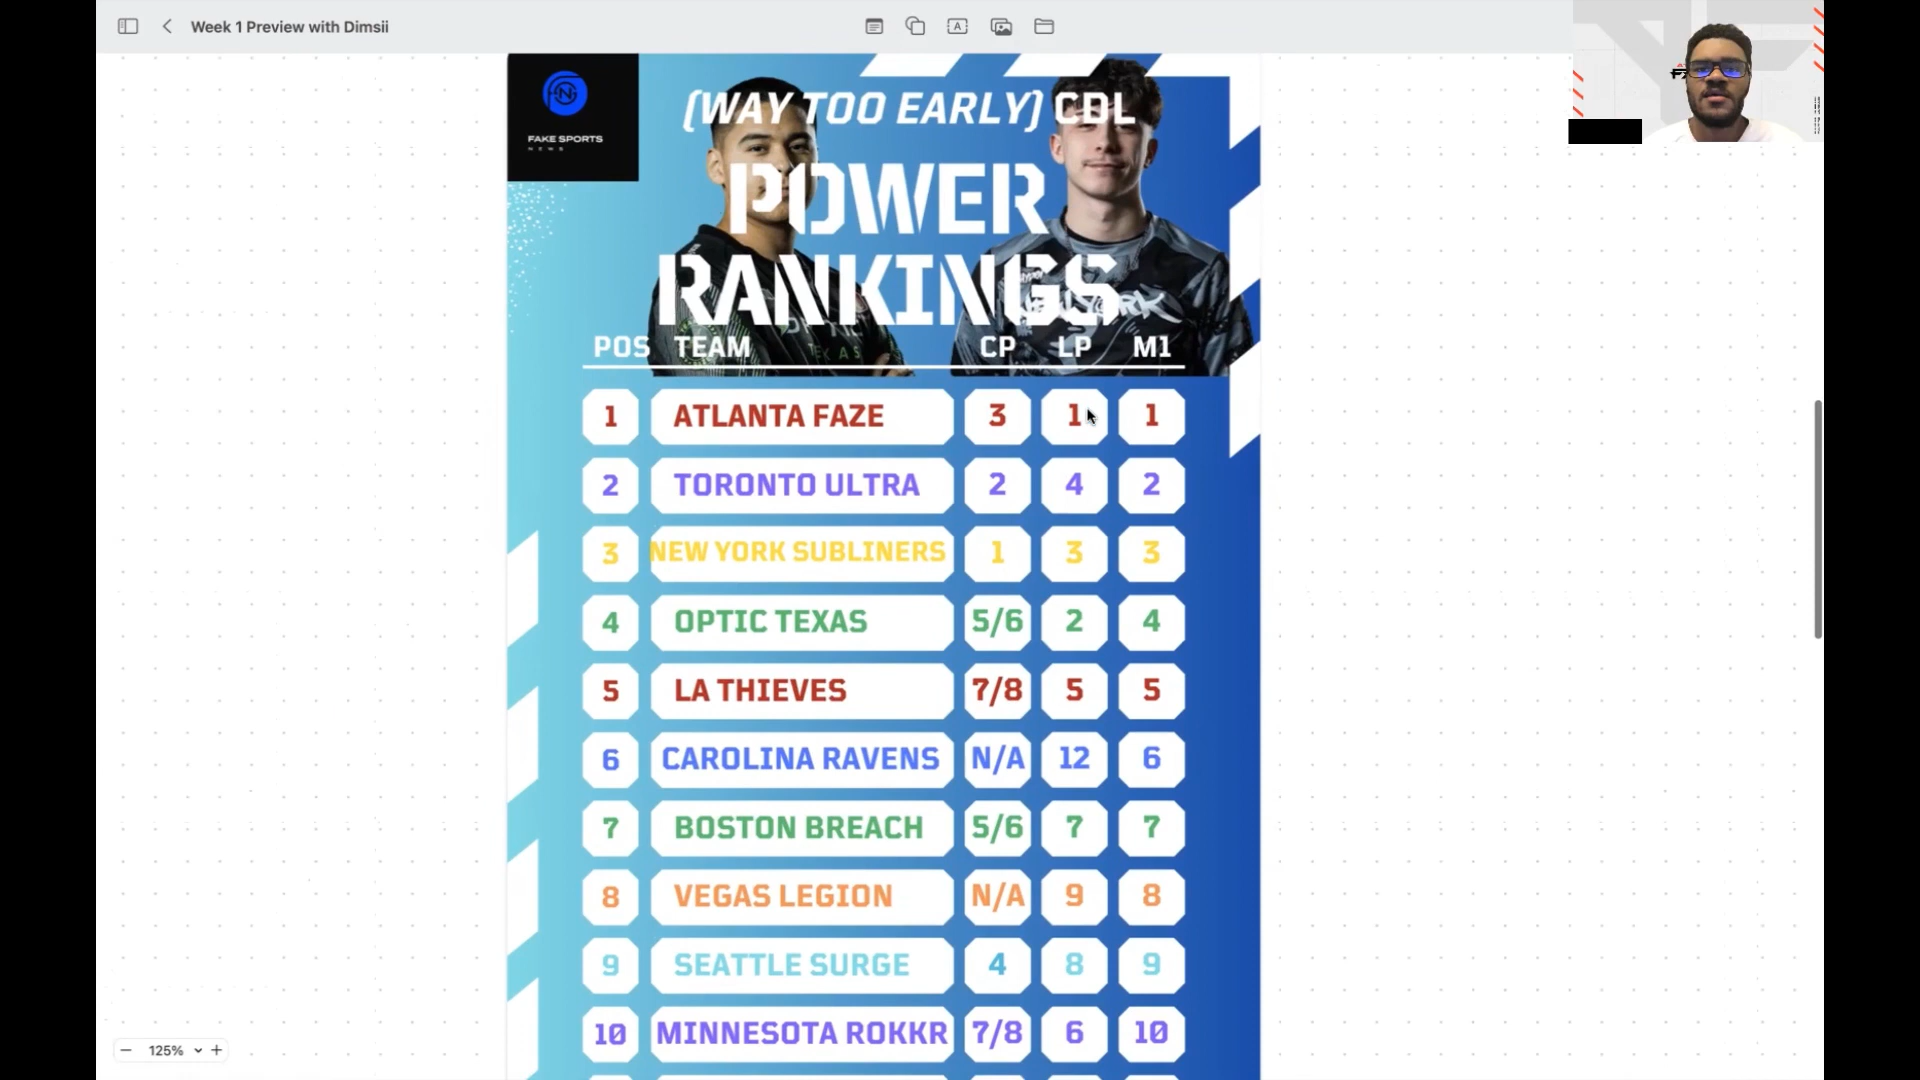 Week 1 Preview with Dimsii
FAKE SPORTS
NEWS
(WAY TOO EARLY) CDL
POWER
RANKINGS
POS TEAM CP LP M1
1 ATLANTA FAZE 3 1 1
2 TORONTO ULTRA 2 4 2
3 NEW YORK SUBLINERS 1 3 3
4 OPTIC TEXAS 5/6 2 4
5 LA THIEVES 7/8 5 5
6 CAROLINA RAVENS N/A 12 6
7 BOSTON BREACH 5/6 7 7
8 VEGAS LEGION N/A 9 8
9 SEATTLE SURGE 4 8 9
10 MINNESOTA ROKKR 7/8 6 10
125%